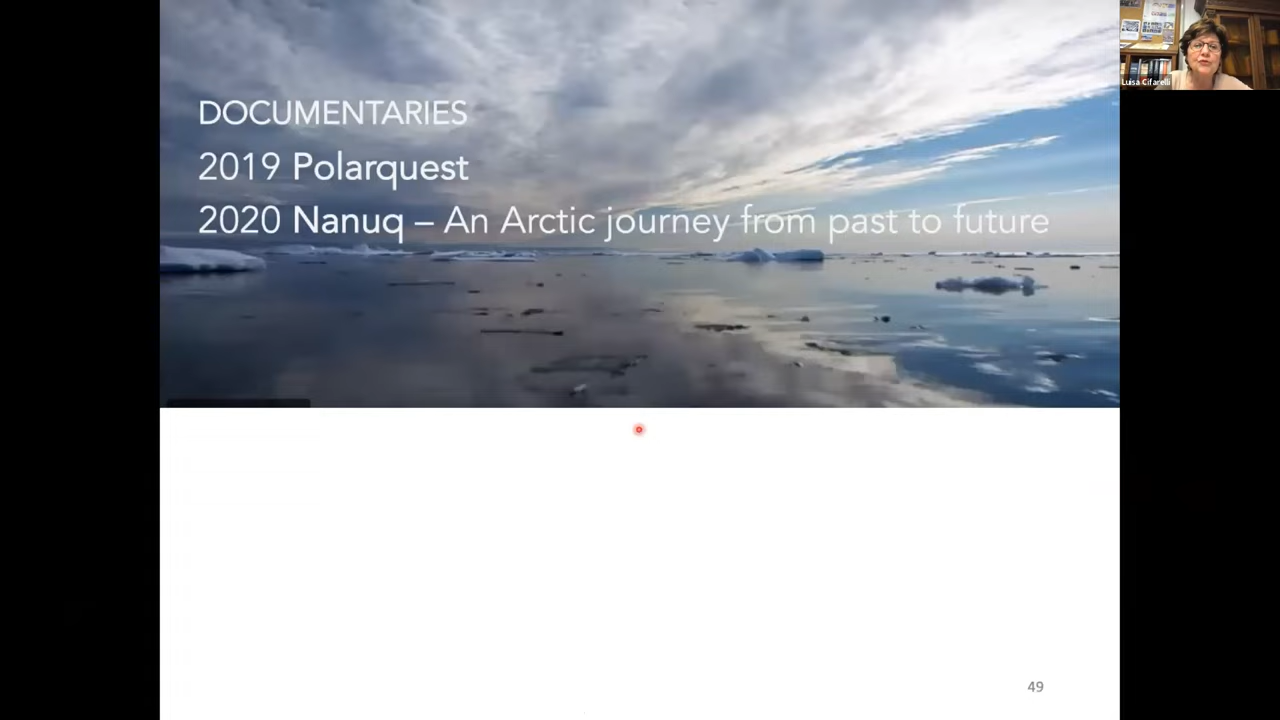 DOCUMENTARIES
2019 Polarquest
2020 Nanuq – An Arctic journey from past to future
Luisa Cifarelli
49